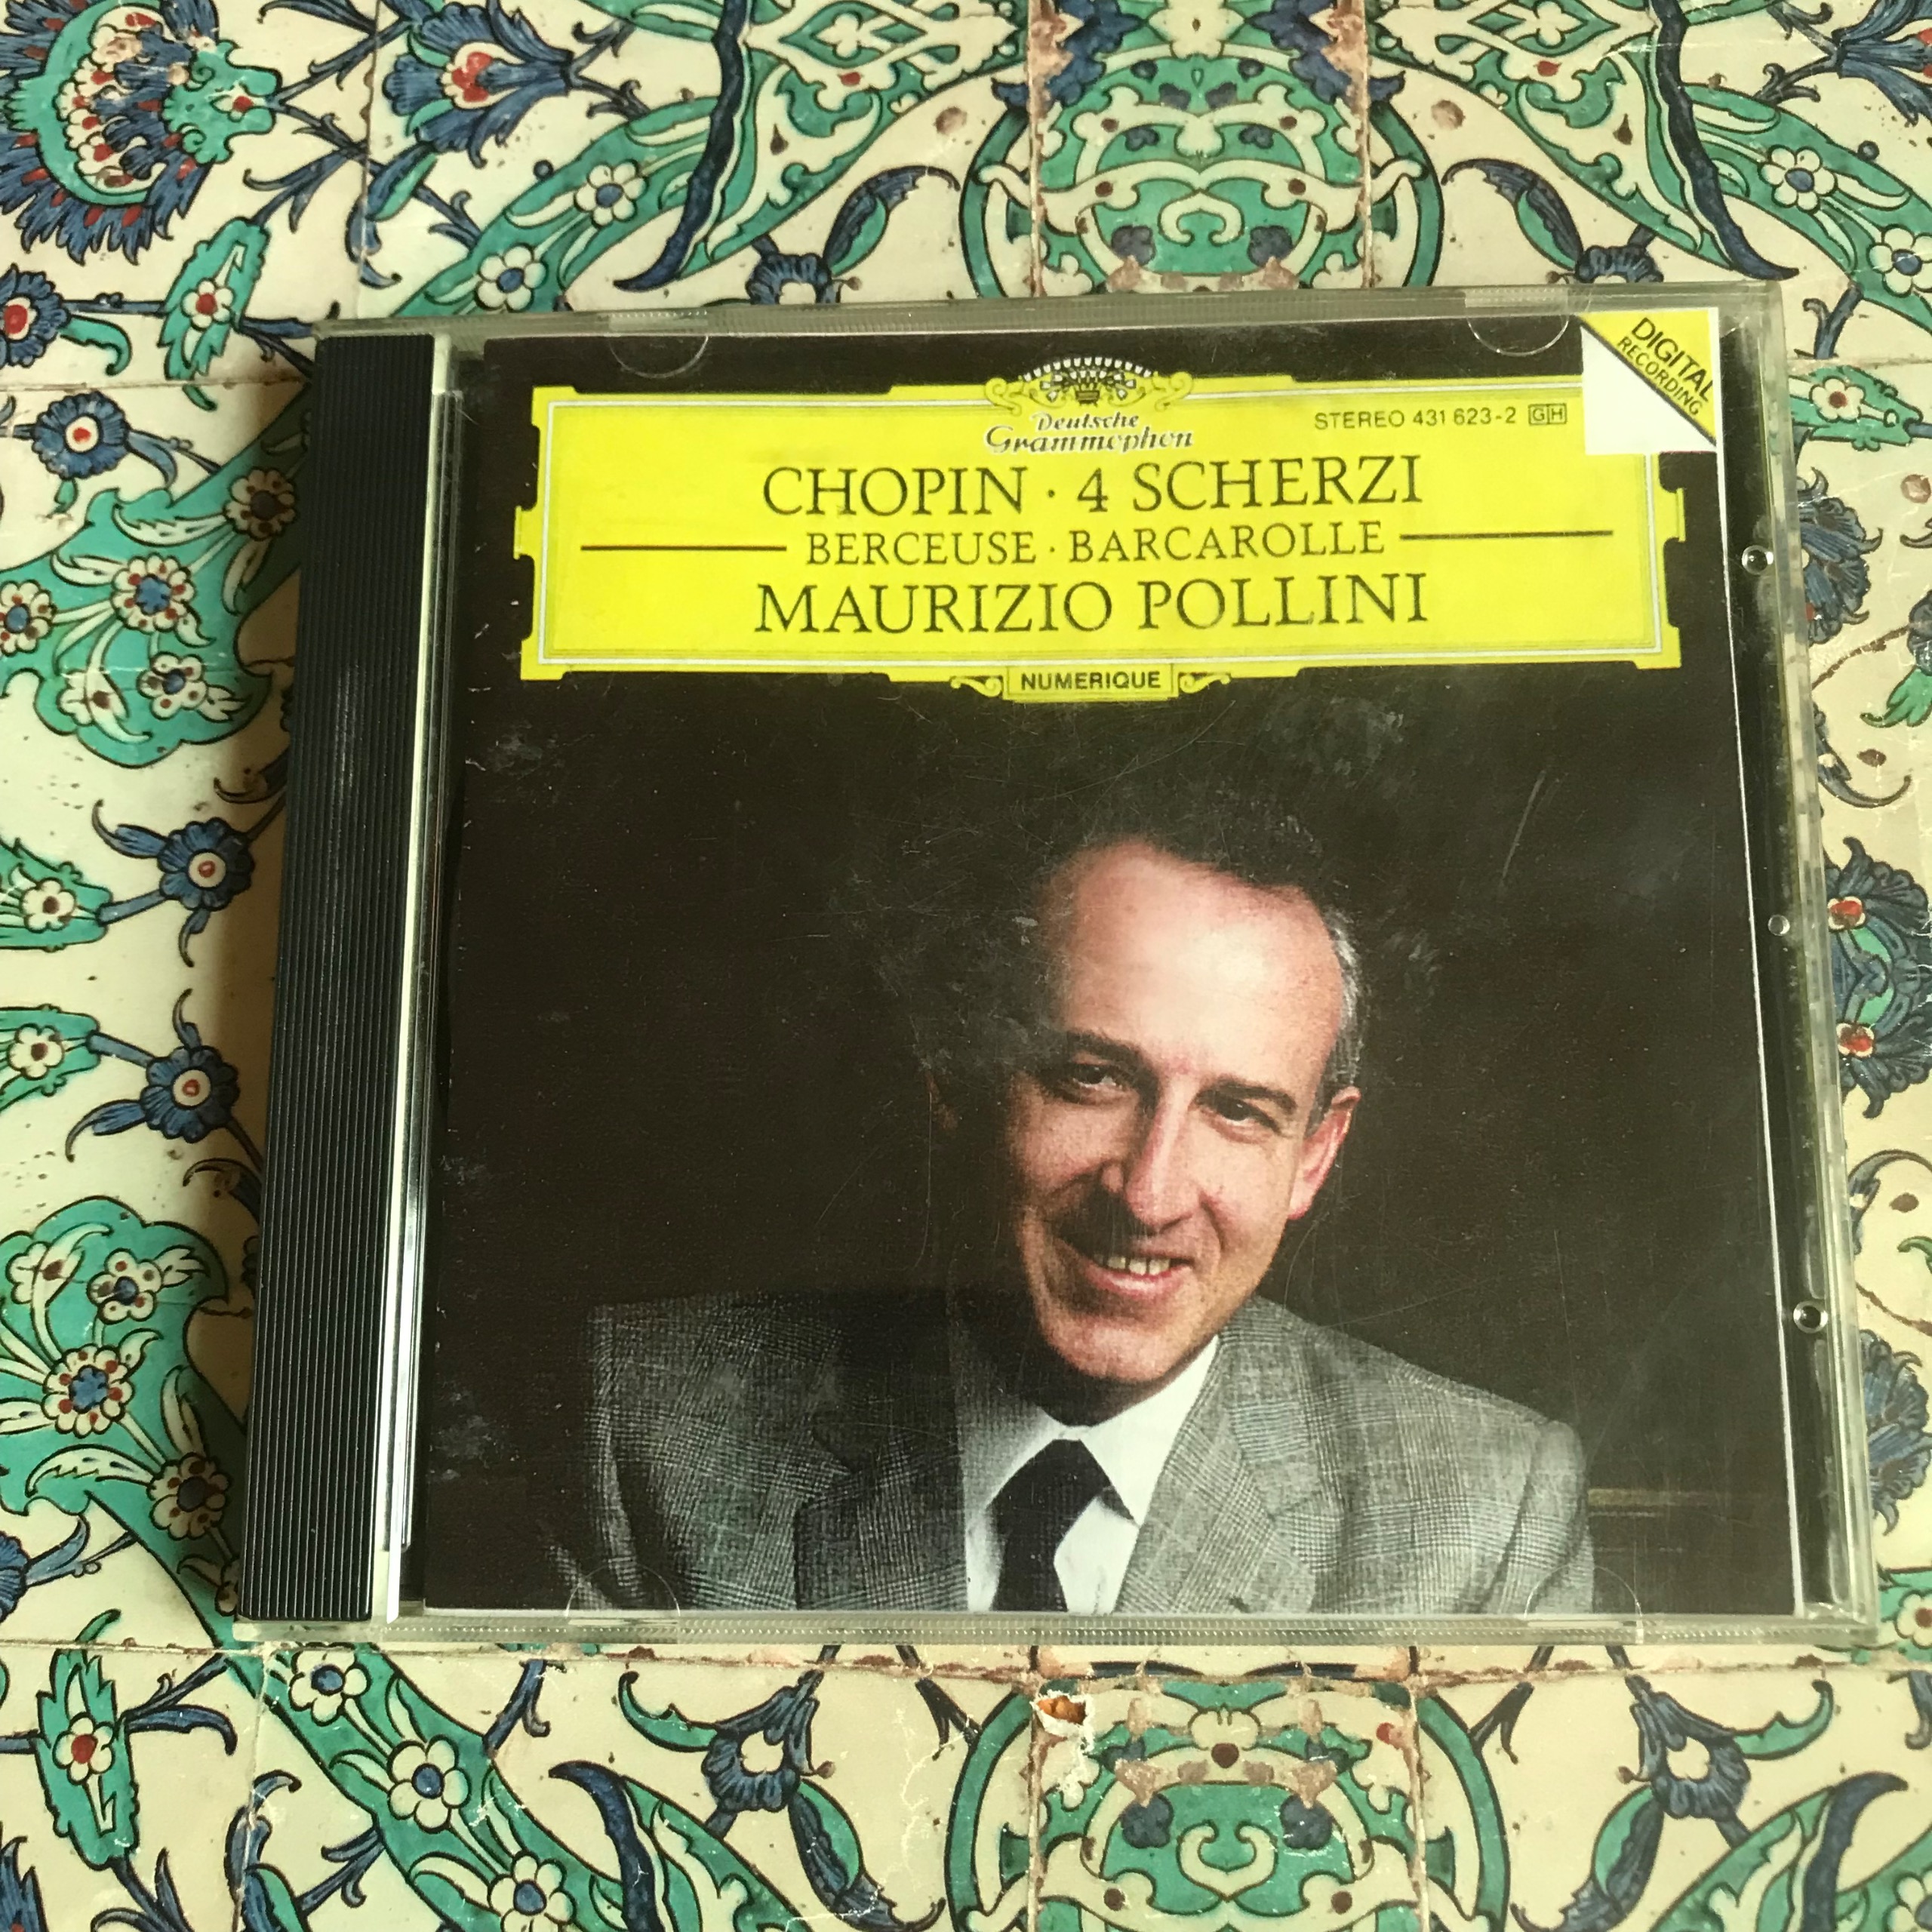 DIGITAL
RECORDING
Deutsche
Grammophon
STEREO 431 623-2 GH
CHOPIN · 4 SCHERZI
BERCEUSE · BARCAROLLE
MAURIZIO POLLINI
NUMERIQUE